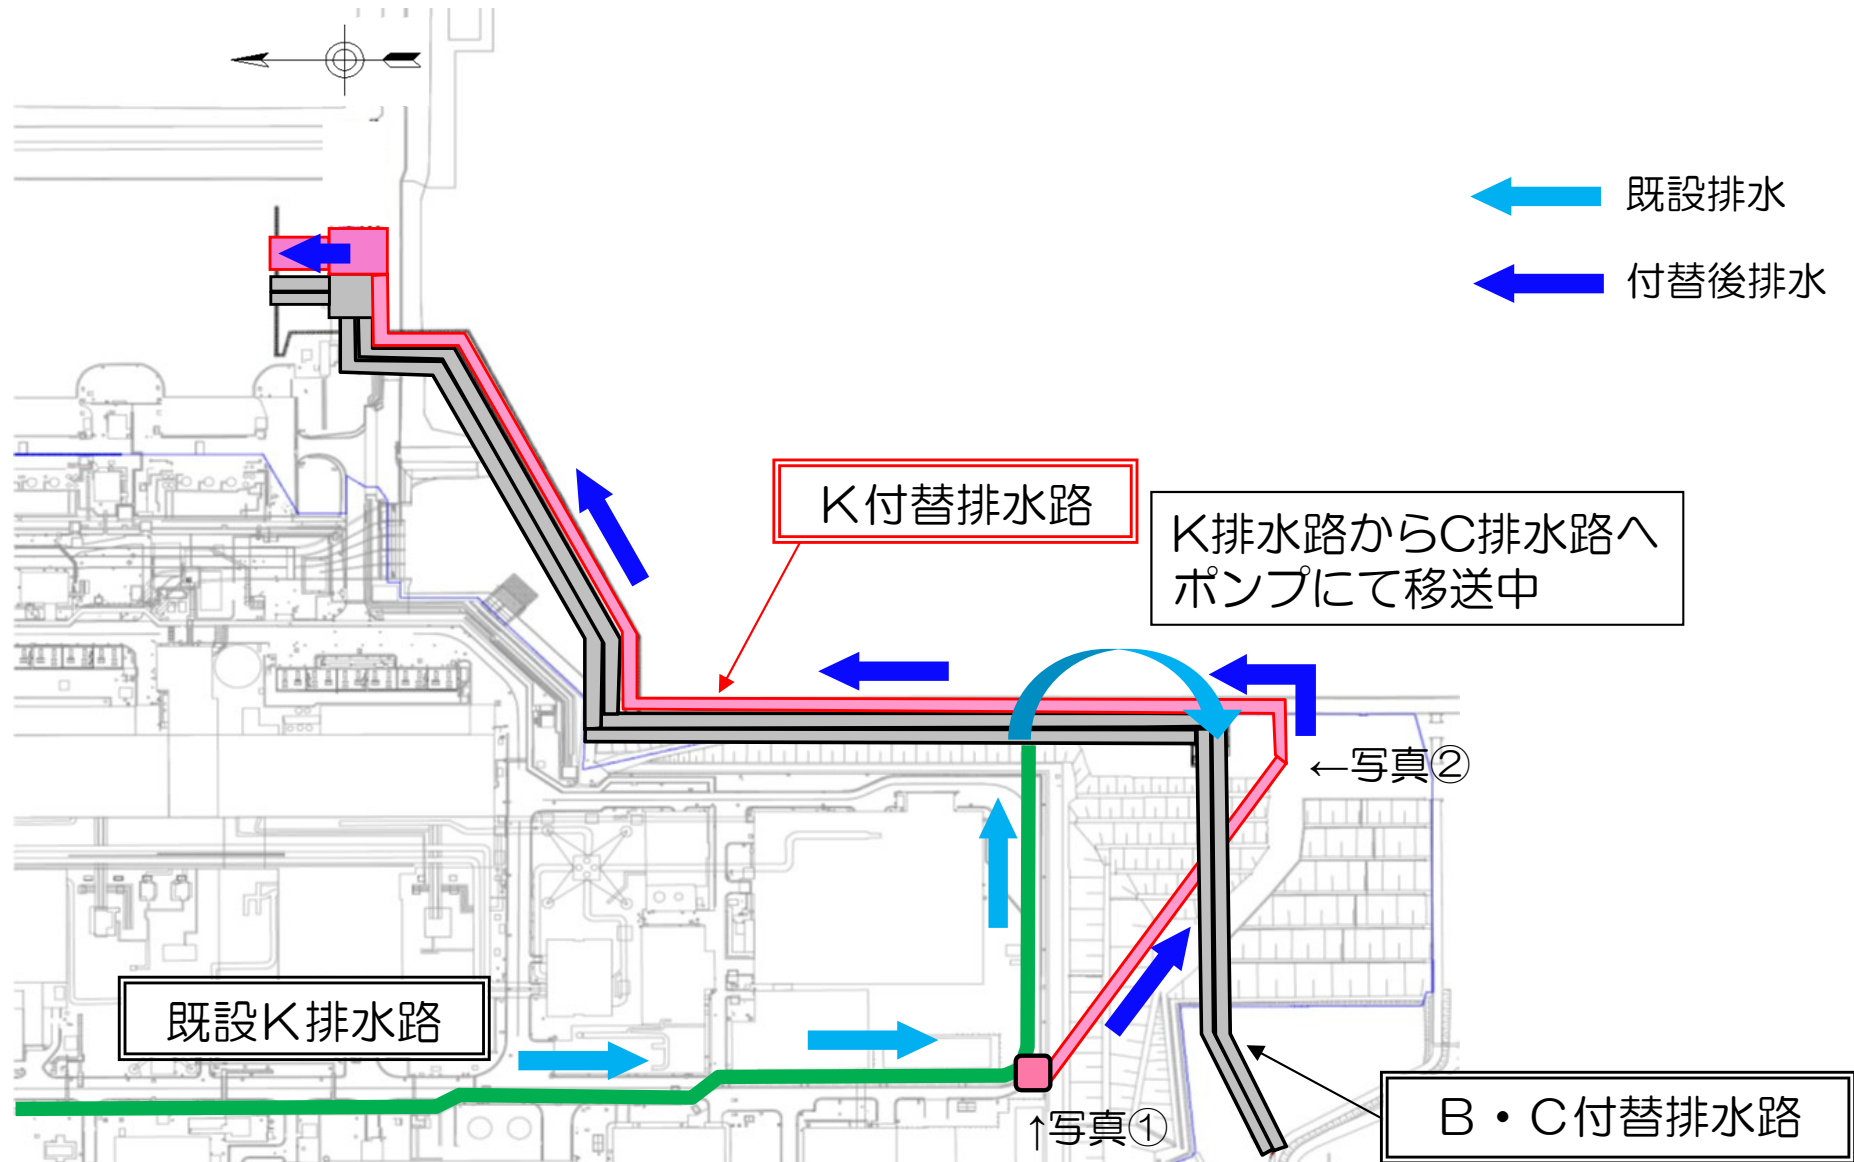 既設排水
付替後排水
K付替排水路
K排水路からC排水路へ
ポンプにて移送中
←写真②
既設K排水路
↑写真①
B・C付替排水路